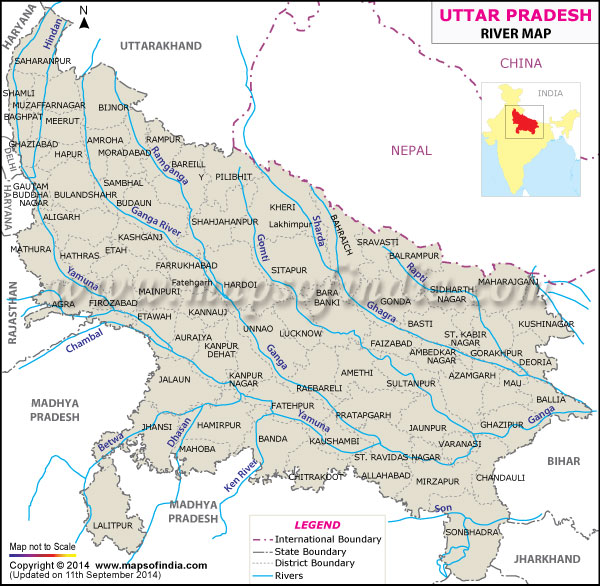 UTTAR PRADESH
RIVER MAP
N
HARYANA
Hindan
UTTARAKHAND
CHINA
INDIA
NEPAL
SAHARANPUR
SHAMLI
MUZAFFARNAGAR
BAGHPAT
MEERUT
BIJNOR
GHAZIABAD
HAPUR
AMROHA
MORADABAD
RAMPUR
Ramganga
BAREILL
Y
PILIBHIT
DELHI
HARYANA
GAUTAM
BUDDHA
NAGAR
BULANDSHAHR
SAMBHAL
BUDAUN
ALIGARH
Ganga River
SHAHJAHANPUR
KHERI
Lakhimpur
Gomti
Sharda
BAHRAICH
SRAVASTI
BALRAMPUR
Rapti
MAHARAJGANJ
SIDHARTH
NAGAR
KUSHINAGAR
MATHURA
HATHRAS
KASHGANJ
ETAH
Yamuna
FARRUKHABAD
Fatehgarh
HARDOI
SITAPUR
BARA
BANKI
GONDA
Ghagra
BASTI
ST. KABIR
NAGAR
GORAKHPUR
DEORIA
www.mapsofindia.com
RAJASTHAN
AGRA
FIROZABAD
MAINPURI
ETAWAH
KANNAUJ
Chambal
AURAIYA
KANPUR
DEHAT
UNNAO
LUCKNOW
FAIZABAD
AMBEDKAR
NAGAR
Ganga
AMETHI
SULTANPUR
AZAMGARH
MAU
BALLIA
MADHYA
PRADESH
JALAUN
KANPUR
NAGAR
RAEBARELI
FATEHPUR
Yamuna
PRATAPGARH
JAUNPUR
GHAZIPUR
Ganga
VARANASI
BIHAR
JHANSI
Betwa
Dhasan
HAMIRPUR
MAHOBA
BANDA
Ken River
KAUSHAMBI
CHITRAKOOT
ST. RAVIDAS NAGAR
ALLAHABAD
MIRZAPUR
CHANDAULI
Son
SONBHADRA
JHARKHAND
LALITPUR
MADHYA
PRADESH
LEGEND
International Boundary
State Boundary
District Boundary
Rivers
Map not to Scale
Copyright © 2014 www.mapsofindia.com
(Updated on 11th September 2014)